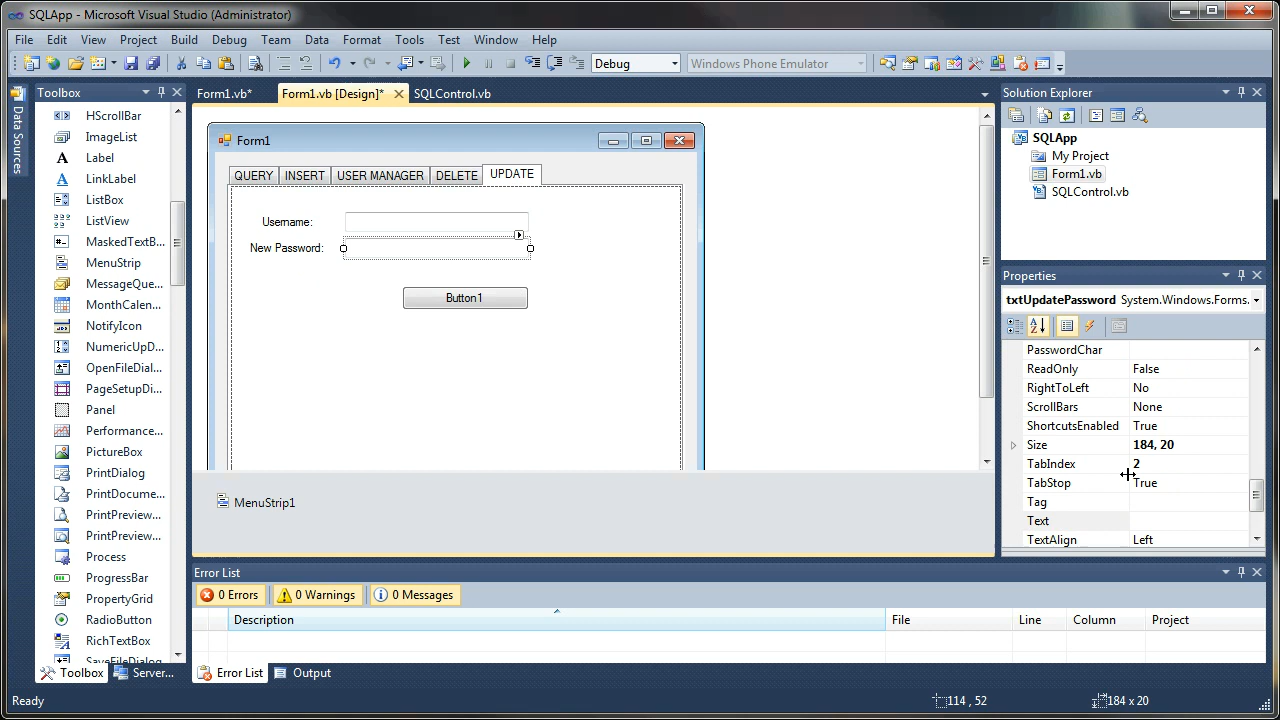 SQLApp - Microsoft Visual Studio (Administrator)
File Edit View Project Build Debug Team Data Format Tools Test Window Help
Debug Windows Phone Emulator
Data Sources
Toolbox
HScrollBar
ImageList
Label
LinkLabel
ListBox
ListView
MaskedTextB...
MenuStrip
MessageQue...
MonthCalen...
NotifyIcon
NumericUpD...
OpenFileDial...
PageSetupDi...
Panel
Performance...
PictureBox
PrintDialog
PrintDocume...
PrintPreview...
PrintPreview...
Process
ProgressBar
PropertyGrid
RadioButton
RichTextBox
SaveFileDialog
Toolbox Server...
Form1.vb* Form1.vb [Design]* SQLControl.vb
Form1
QUERY INSERT USER MANAGER DELETE UPDATE
Username:
New Password:
Button1
MenuStrip1
Solution Explorer
SQLApp
My Project
Form1.vb
SQLControl.vb
Properties
txtUpdatePassword System.Windows.Forms.
PasswordChar
ReadOnly False
RightToLeft No
ScrollBars None
ShortcutsEnabled True
Size 184, 20
TabIndex 2
TabStop True
Tag
Text
TextAlign Left
Error List
0 Errors 0 Warnings 0 Messages
Description File Line Column Project
Error List Output
Ready 114 , 52 184 x 20